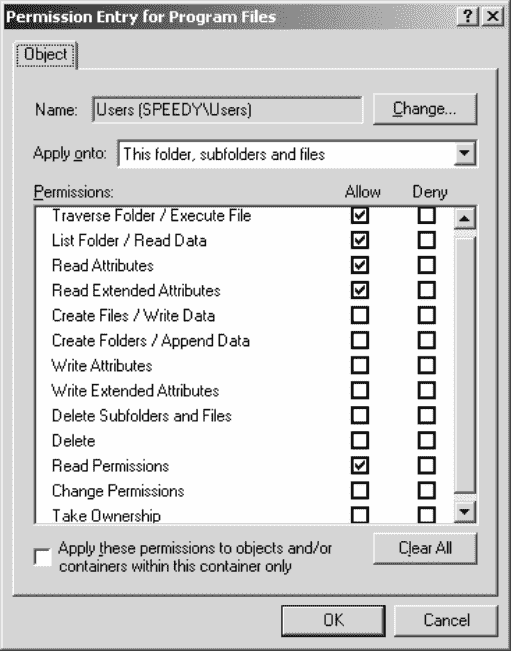 Permission Entry for Program Files
Object
Name: Users (SPEEDY\Users) Change...
Apply onto: This folder, subfolders and files
Permissions: Allow Deny
Traverse Folder / Execute File
List Folder / Read Data
Read Attributes
Read Extended Attributes
Create Files / Write Data
Create Folders / Append Data
Write Attributes
Write Extended Attributes
Delete Subfolders and Files
Delete
Read Permissions
Change Permissions
Take Ownership
Apply these permissions to objects and/or
containers within this container only
Clear All
OK Cancel